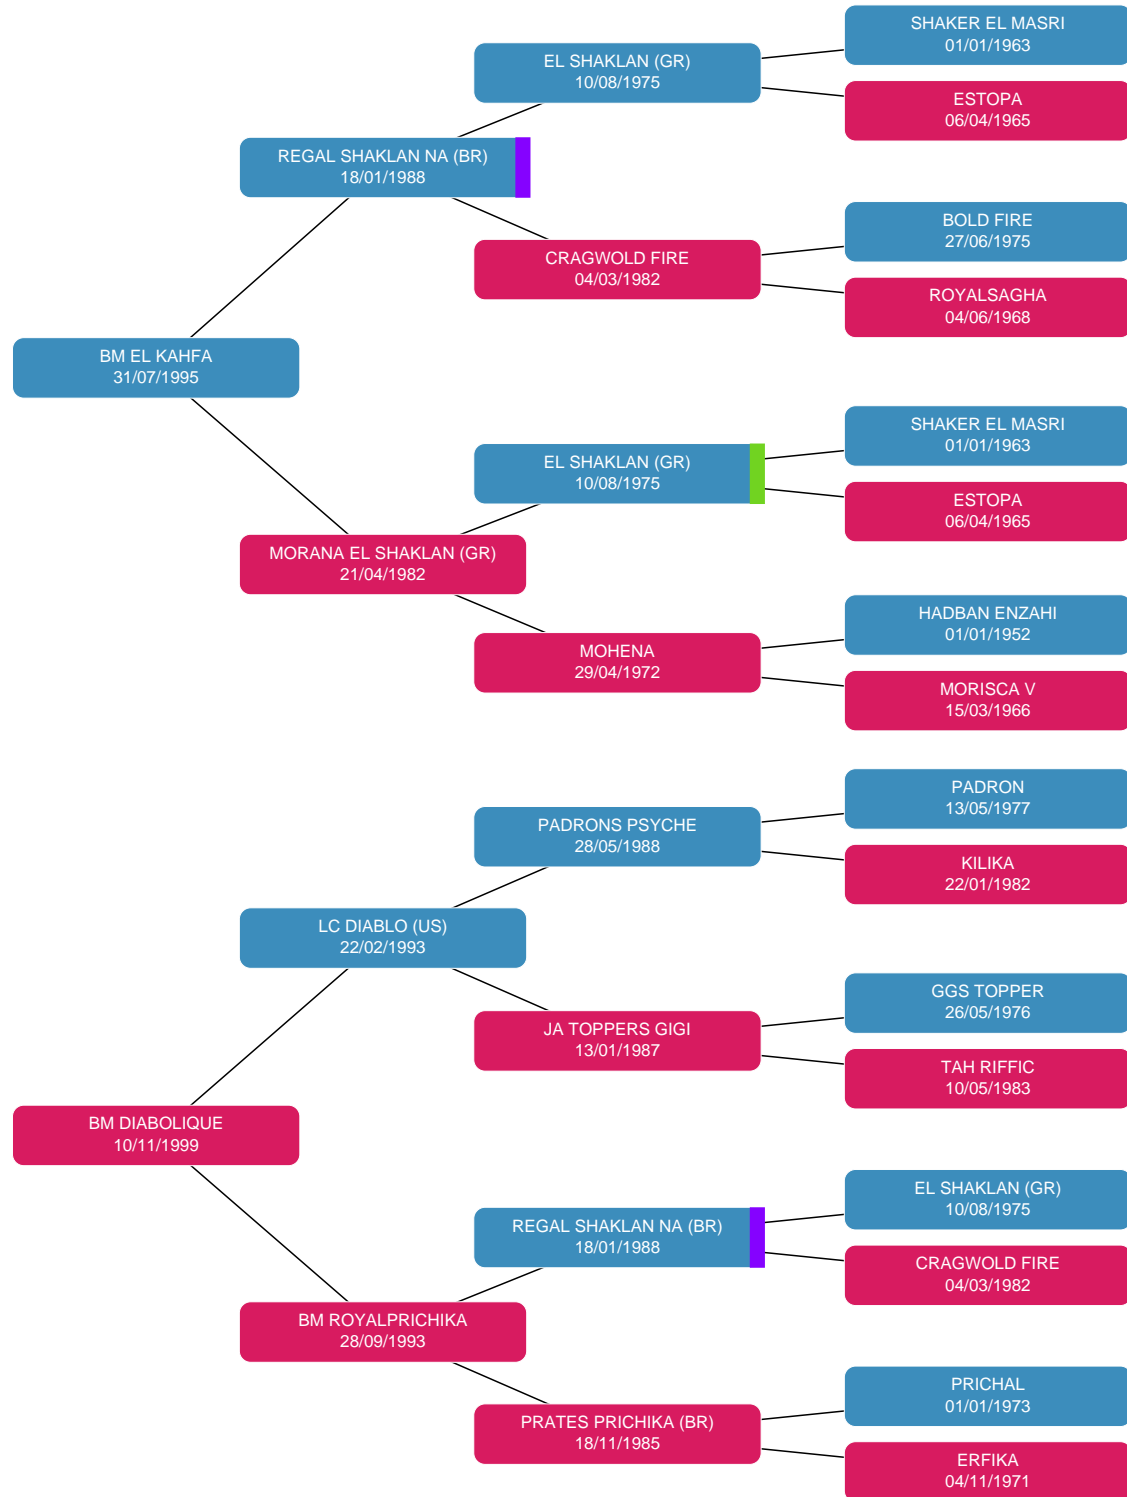 SHAKER EL MASRI
01/01/1963
EL SHAKLAN (GR)
10/08/1975
ESTOPA
06/04/1965
REGAL SHAKLAN NA (BR)
18/01/1988
BOLD FIRE
27/06/1975
CRAGWOLD FIRE
04/03/1982
ROYALSAGHA
04/06/1968
BM EL KAHFA
31/07/1995
SHAKER EL MASRI
01/01/1963
EL SHAKLAN (GR)
10/08/1975
ESTOPA
06/04/1965
MORANA EL SHAKLAN (GR)
21/04/1982
HADBAN ENZAHI
01/01/1952
MOHENA
29/04/1972
MORISCA V
15/03/1966
PADRON
13/05/1977
PADRONS PSYCHE
28/05/1988
KILIKA
22/01/1982
LC DIABLO (US)
22/02/1993
GGS TOPPER
26/05/1976
JA TOPPERS GIGI
13/01/1987
TAH RIFFIC
10/05/1983
BM DIABOLIQUE
10/11/1999
EL SHAKLAN (GR)
10/08/1975
REGAL SHAKLAN NA (BR)
18/01/1988
CRAGWOLD FIRE
04/03/1982
BM ROYALPRICHIKA
28/09/1993
PRICHAL
01/01/1973
PRATES PRICHIKA (BR)
18/11/1985
ERFIKA
04/11/1971